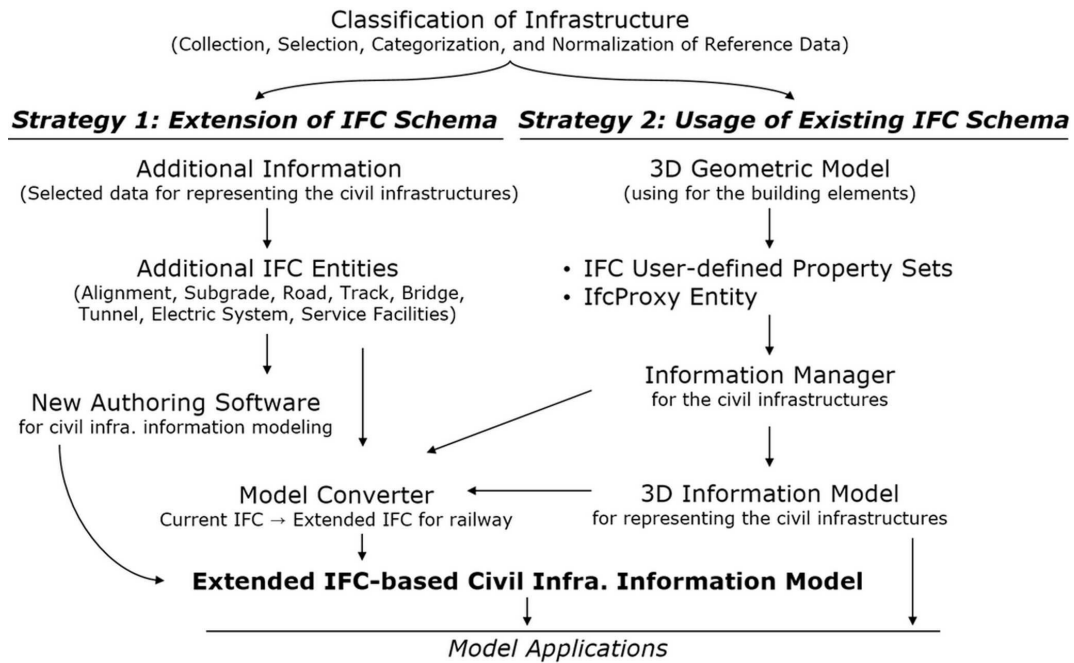 Classification of Infrastructure
(Collection, Selection, Categorization, and Normalization of Reference Data)
Strategy 1: Extension of IFC Schema
Additional Information
(Selected data for representing the civil infrastructures)
Additional IFC Entities
(Alignment, Subgrade, Road, Track, Bridge,
Tunnel, Electric System, Service Facilities)
New Authoring Software
for civil infra. information modeling
Strategy 2: Usage of Existing IFC Schema
3D Geometric Model
(using for the building elements)
• IFC User-defined Property Sets
• IfcProxy Entity
Information Manager
for the civil infrastructures
Model Converter
Current IFC → Extended IFC for railway
3D Information Model
for representing the civil infrastructures
Extended IFC-based Civil Infra. Information Model
Model Applications